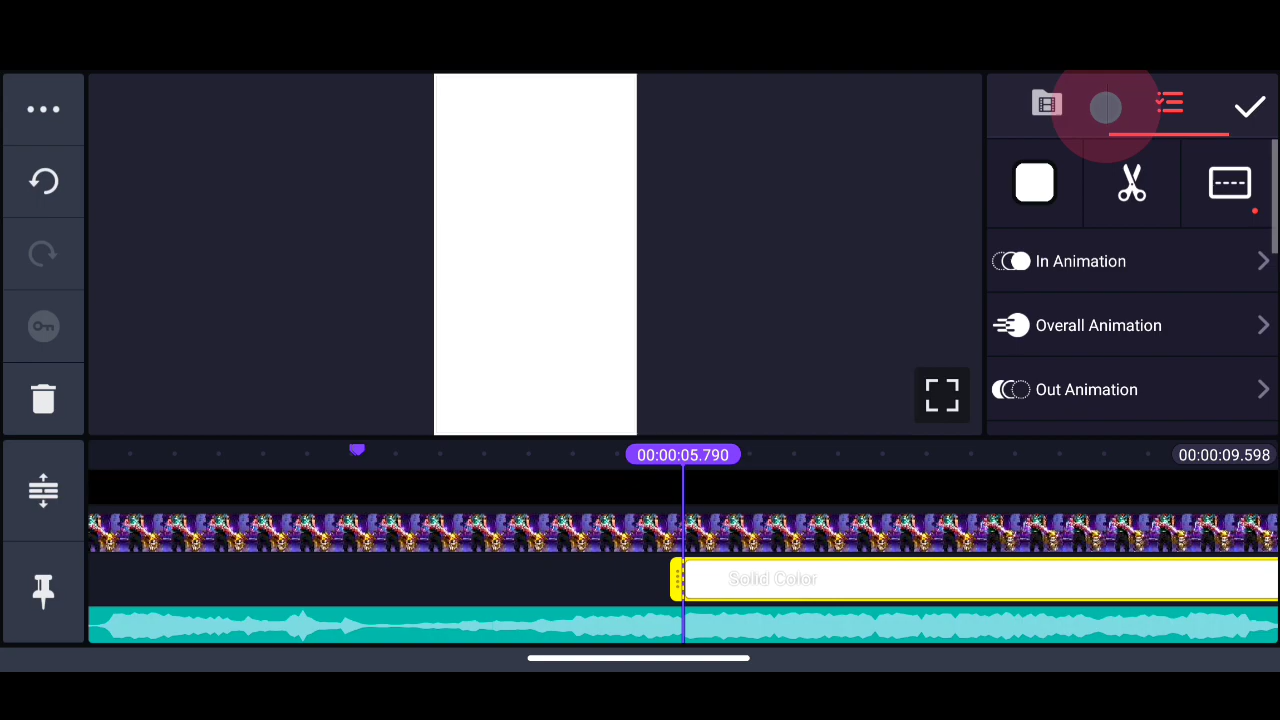 In Animation
Overall Animation
Out Animation
00:00:05.790
00:00:09.598
Solid Color